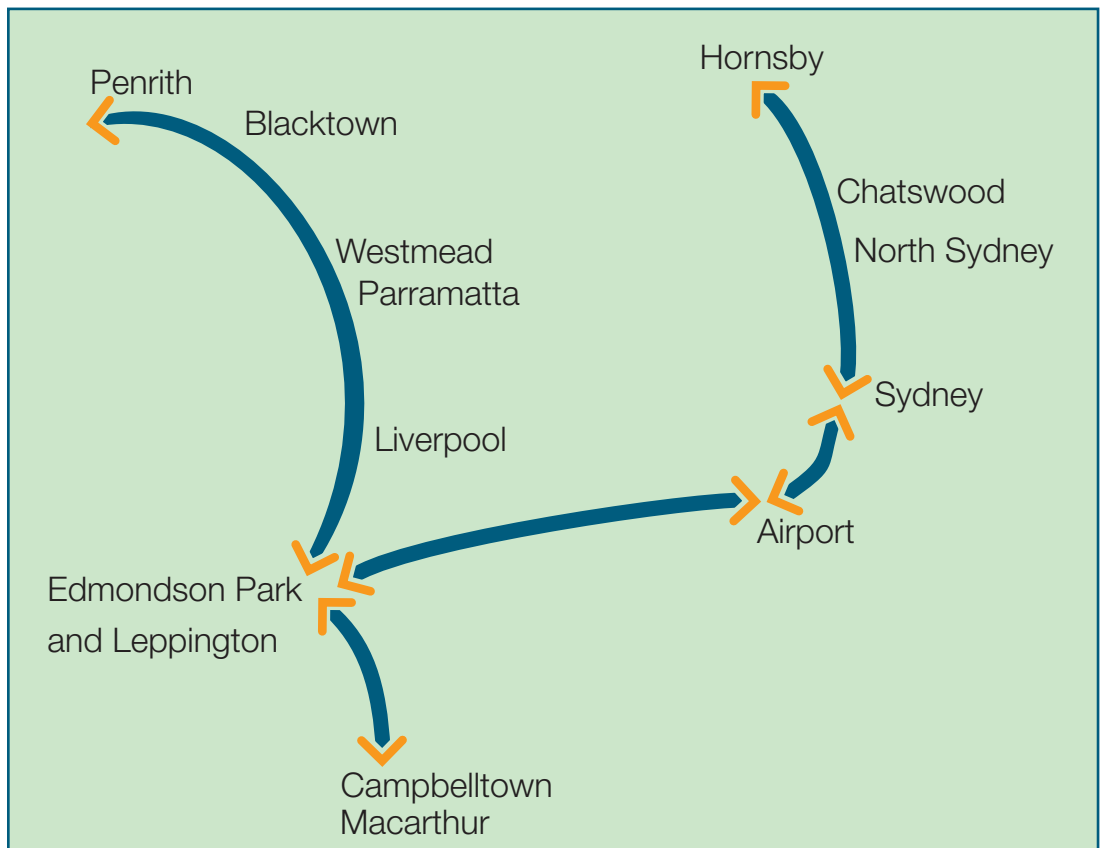 Hornsby
Penrith
Blacktown
Chatswood
Westmead
North Sydney
Parramatta
Sydney
Liverpool
Airport
Edmondson Park
and Leppington
Campbelltown
Macarthur